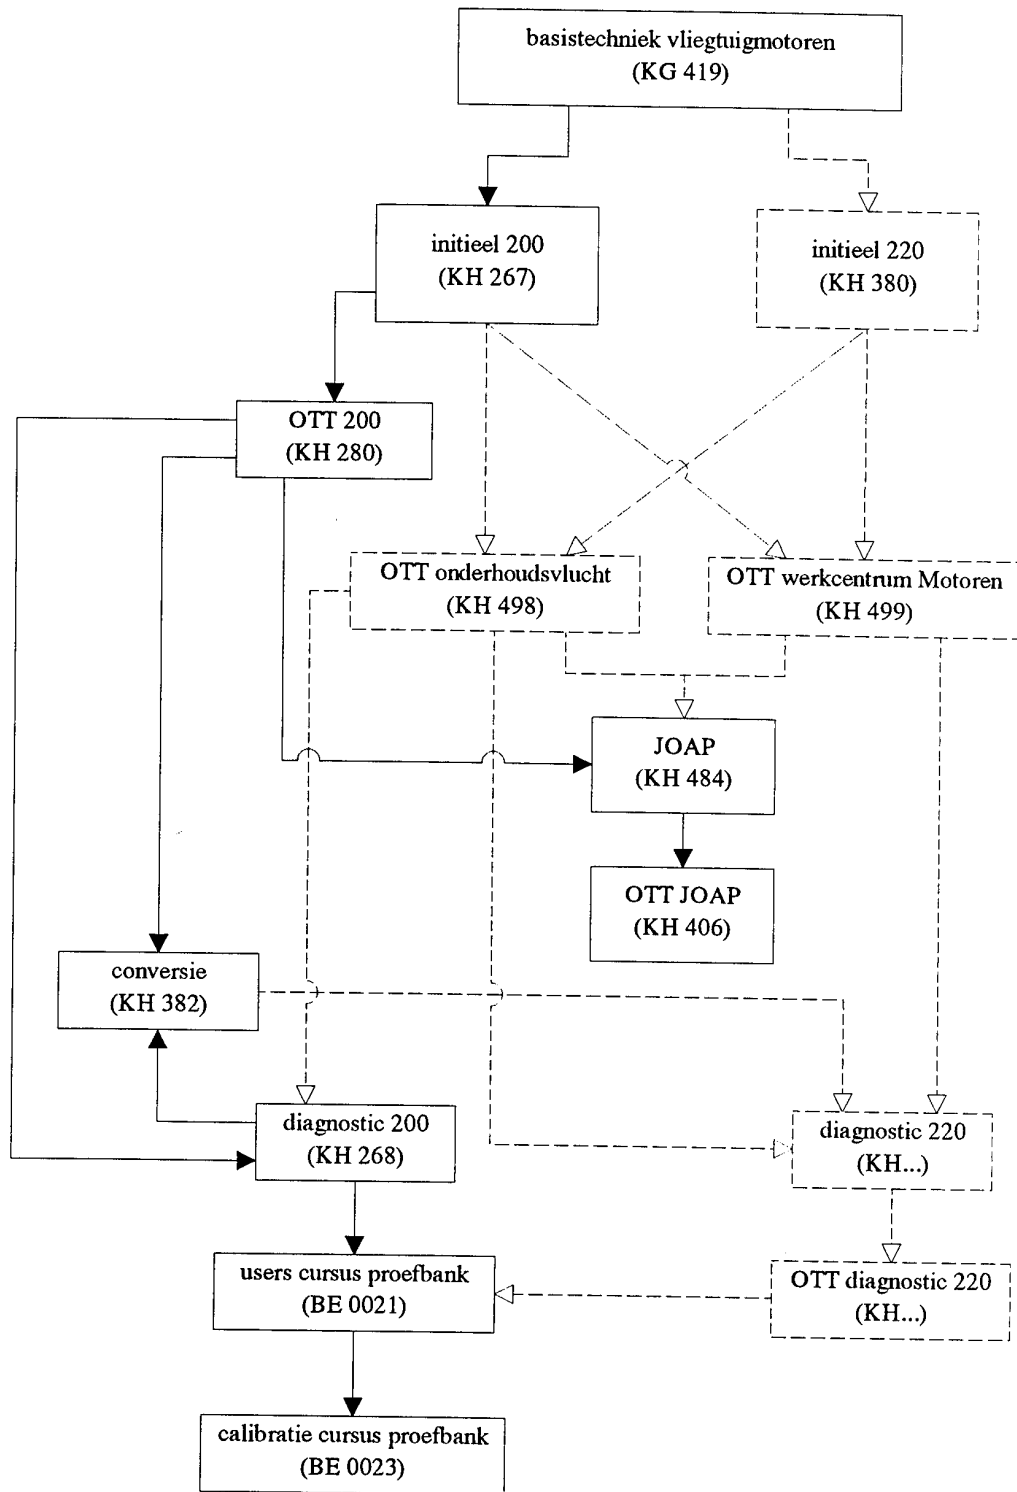 basistechniek vliegtuigmotoren
(KG 419)
initieel 200
(KH 267)
initieel 220
(KH 380)
OTT 200
(KH 280)
OTT onderhoudsvlucht
(KH 498)
OTT werkcentrum Motoren
(KH 499)
JOAP
(KH 484)
OTT JOAP
(KH 406)
conversie
(KH 382)
diagnostic 200
(KH 268)
diagnostic 220
(KH...)
users cursus proefbank
(BE 0021)
OTT diagnostic 220
(KH...)
calibratie cursus proefbank
(BE 0023)